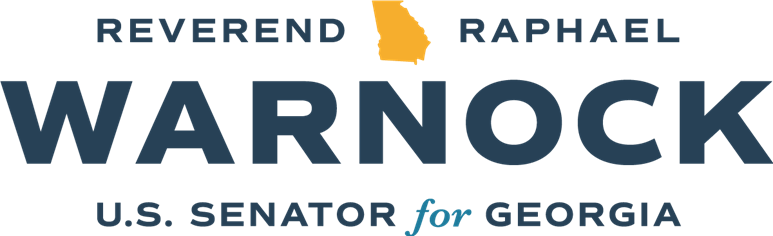 REVEREND RAPHAEL
WARNOCK
U.S. SENATOR for GEORGIA